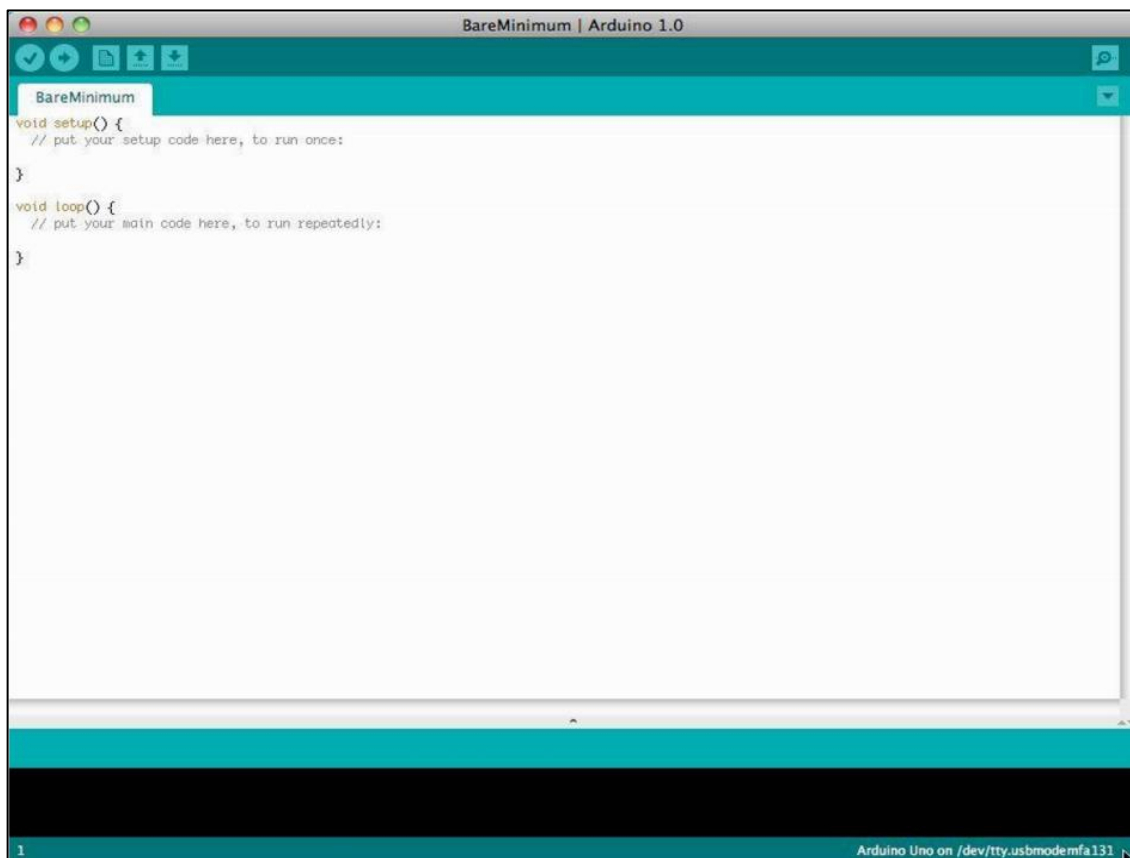 BareMinimum | Arduino 1.0
BareMinimum
void setup() {
  // put your setup code here, to run once:
}
void loop() {
  // put your main code here, to run repeatedly:
}
1
Arduino Uno on /dev/tty.usbmodemfa131